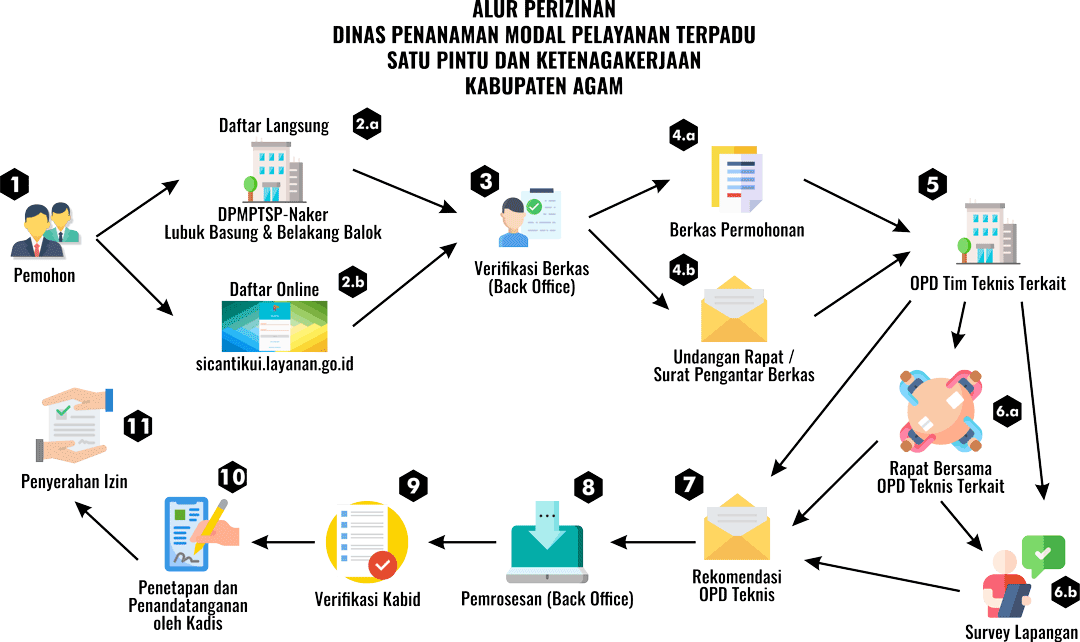 ALUR PERIZINAN
DINAS PENANAMAN MODAL PELAYANAN TERPADU
SATU PINTU DAN KETENAGAKERJAAN
KABUPATEN AGAM
1
Pemohon
Daftar Langsung
2.a
DPMPTSP-Naker
Lubuk Basung & Belakang Balok
Daftar Online
2.b
sicantikui.layanan.go.id
3
Verifikasi Berkas
(Back Office)
4.a
Berkas Permohonan
4.b
Undangan Rapat /
Surat Pengantar Berkas
5
OPD Tim Teknis Terkait
6.a
Rapat Bersama
OPD Teknis Terkait
6.b
Survey Lapangan
7
Rekomendasi
OPD Teknis
8
Pemrosesan (Back Office)
9
Verifikasi Kabid
10
Penetapan dan
Penandatanganan
oleh Kadis
11
Penyerahan Izin